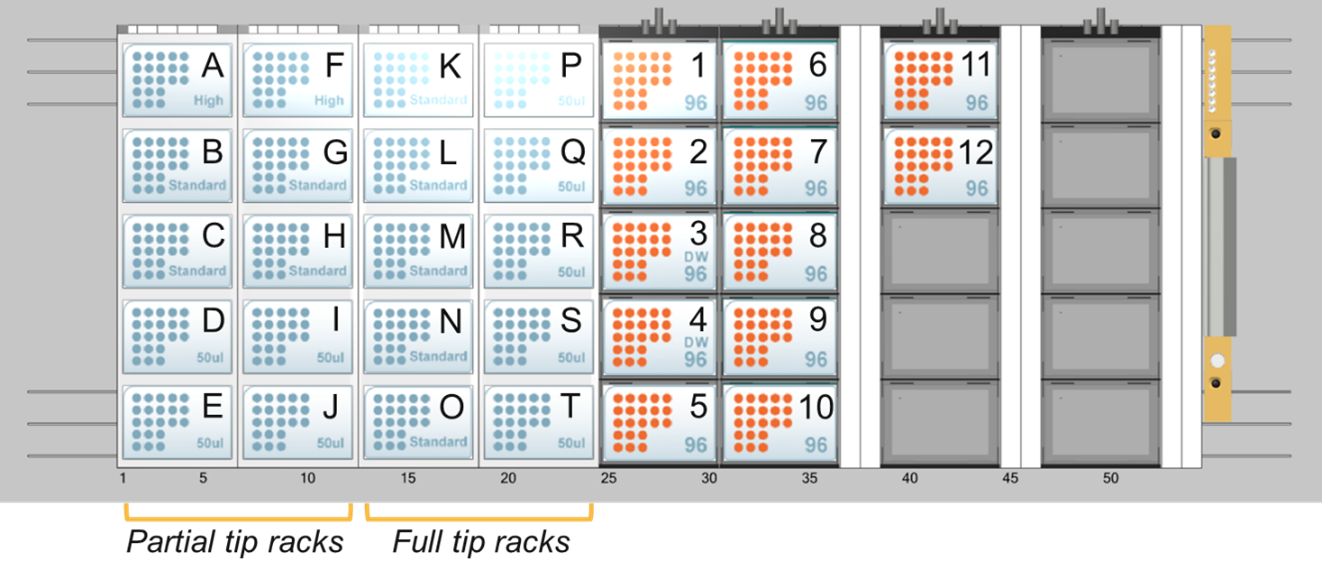 A F K P 1 6 11
High High Standard 50ul 96 96 96
B G L Q 2 7 12
Standard Standard Standard 50ul 96 96 96
C H M R 3 8
DW
Standard Standard Standard 50ul 96 96
D I N S 4 9
DW
50ul 50ul Standard 50ul 96 96
E J O T 5 10
50ul 50ul Standard 50ul 96 96
1 5 10 15 20 25 30 35 40 45 50
Partial tip racks Full tip racks